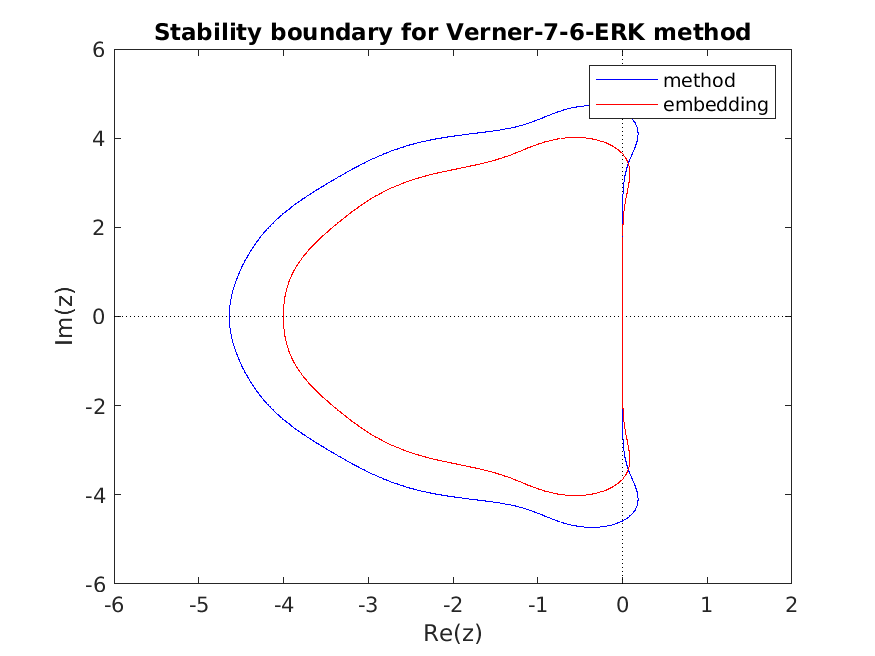 Stability boundary for Verner-7-6-ERK method
method
embedding
6
4
2
0
-2
-4
-6
-6 -5 -4 -3 -2 -1 0 1 2
Im(z)
Re(z)